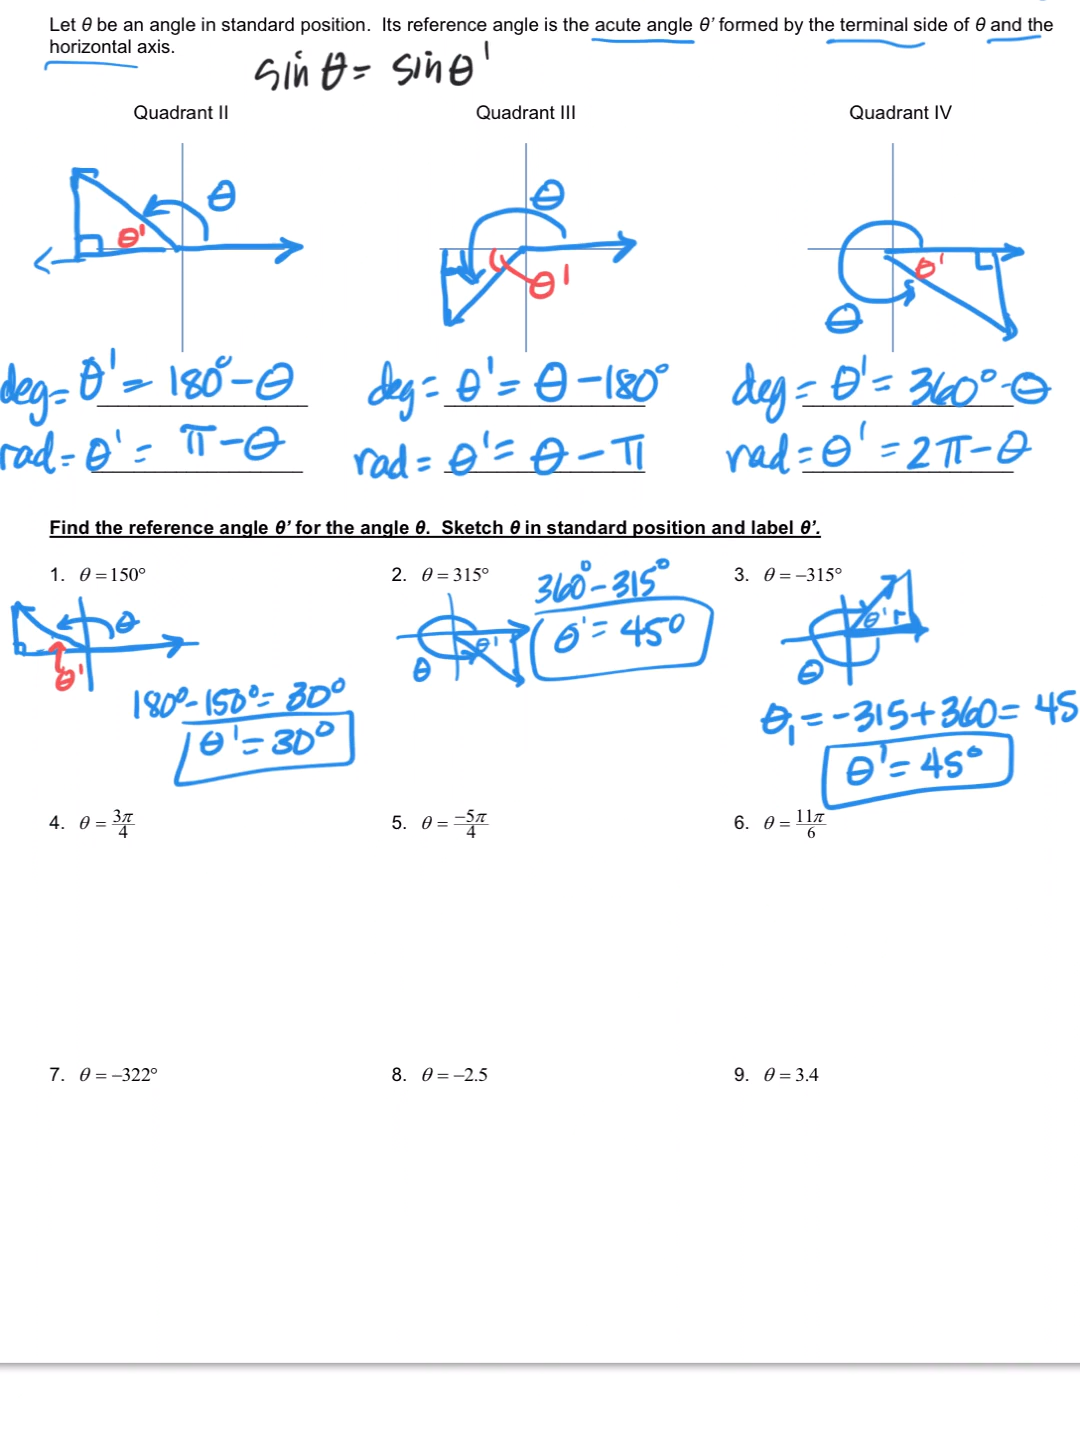 Let θ be an angle in standard position. Its reference angle is the acute angle θ' formed by the terminal side of θ and the
horizontal axis.
sin θ = sin θ'
Quadrant II Quadrant III Quadrant IV
θ θ
θ' θ' θ'
θ
deg = θ' = 180° - θ deg = θ' = θ - 180° deg = θ' = 360° - θ
rad = θ' = π - θ rad = θ' = θ - π rad = θ' = 2π - θ
Find the reference angle θ' for the angle θ. Sketch θ in standard position and label θ'.
1. θ = 150° 2. θ = 315° 3. θ = −315°
360° - 315°
θ θ' θ' = 45° θ'
θ' θ θ
180° - 150° = 30° θ₁ = -315 + 360 = 45
θ' = 30° θ' = 45°
4. θ = 3π/4 5. θ = −5π/4 6. θ = 11π/6
7. θ = −322° 8. θ = −2.5 9. θ = 3.4